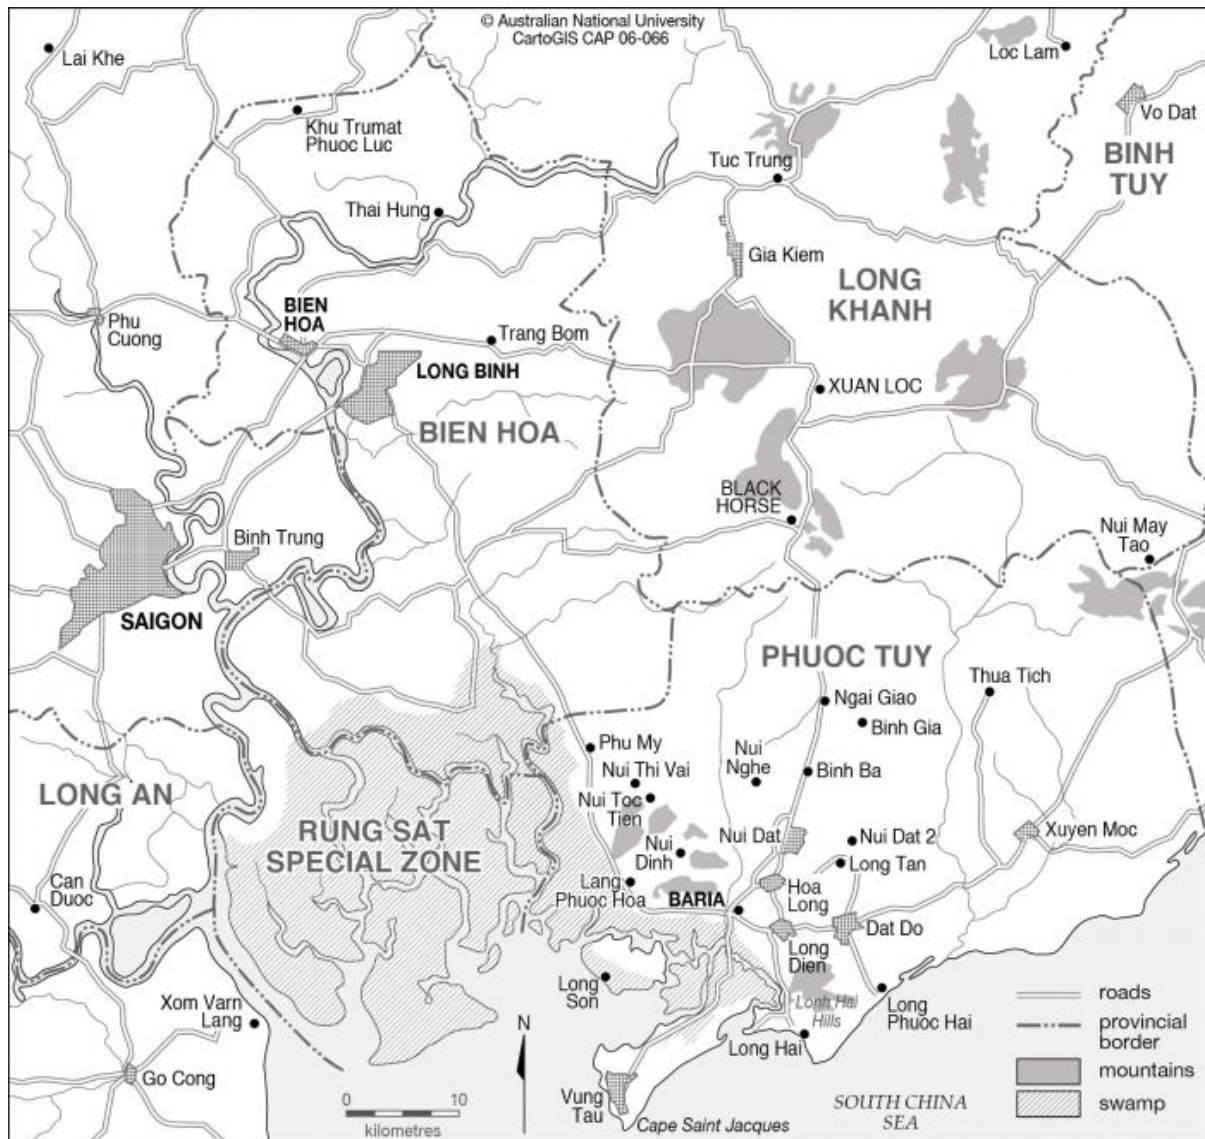 © Australian National University
CartoGIS CAP 06-066
Lai Khe
Loc Lam
Khu Trumat
Phuoc Luc
Vo Dat
BINH
TUY
Tuc Trung
Thai Hung
Gia Kiem
LONG
KHANH
BIEN
HOA
Phu
Cuong
Trang Bom
LONG BINH
XUAN LOC
BIEN HOA
BLACK
HORSE
Nui May
Tao
Binh Trung
SAIGON
PHUOC TUY
Thua Tich
Ngai Giao
Binh Gia
Phu My
Nui
Nghe
Binh Ba
Nui Thi Vai
Nui Toc
Tien
LONG AN
RUNG SAT
SPECIAL ZONE
Nui Dat
Nui Dat 2
Xuyen Moc
Nui
Dinh
Long Tan
Can
Duoc
Lang
Phuoc Hoa
BARIA
Hoa
Long
Dat Do
Long
Dien
Long
Son
Xom Varn
Lang
Lonh Hai
Hills
Long
Phuoc Hai
Long Hai
Go Cong
Vung
Tau
Cape Saint Jacques
SOUTH CHINA
SEA
N
0 10
kilometres
roads
provincial
border
mountains
swamp